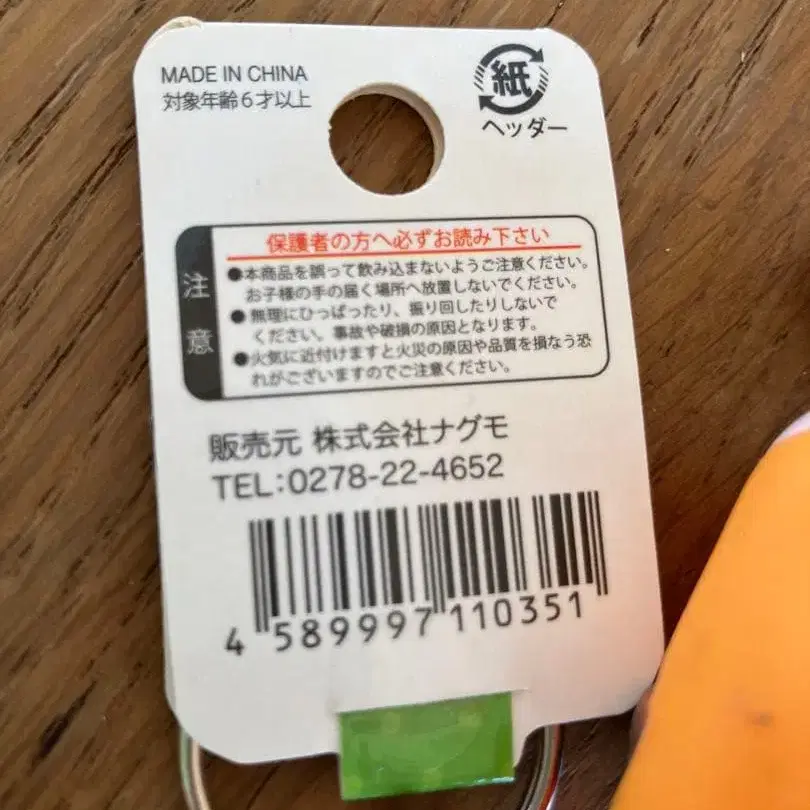 MADE IN CHINA
対象年齢6才以上
紙
ヘッダー
注意
保護者の方へ必ずお読み下さい
●本商品を誤って飲み込まないようご注意ください。
お子様の手の届く場所へ放置しないでください。
●無理にひっぱったり、振り回したりしないで
ください。事故や破損の原因となります。
●火気に近付けますと火災の原因や品質を損なう恐
れがございますのでご注意ください。
販売元 株式会社ナグモ
TEL:0278-22-4652
4 589997 110351